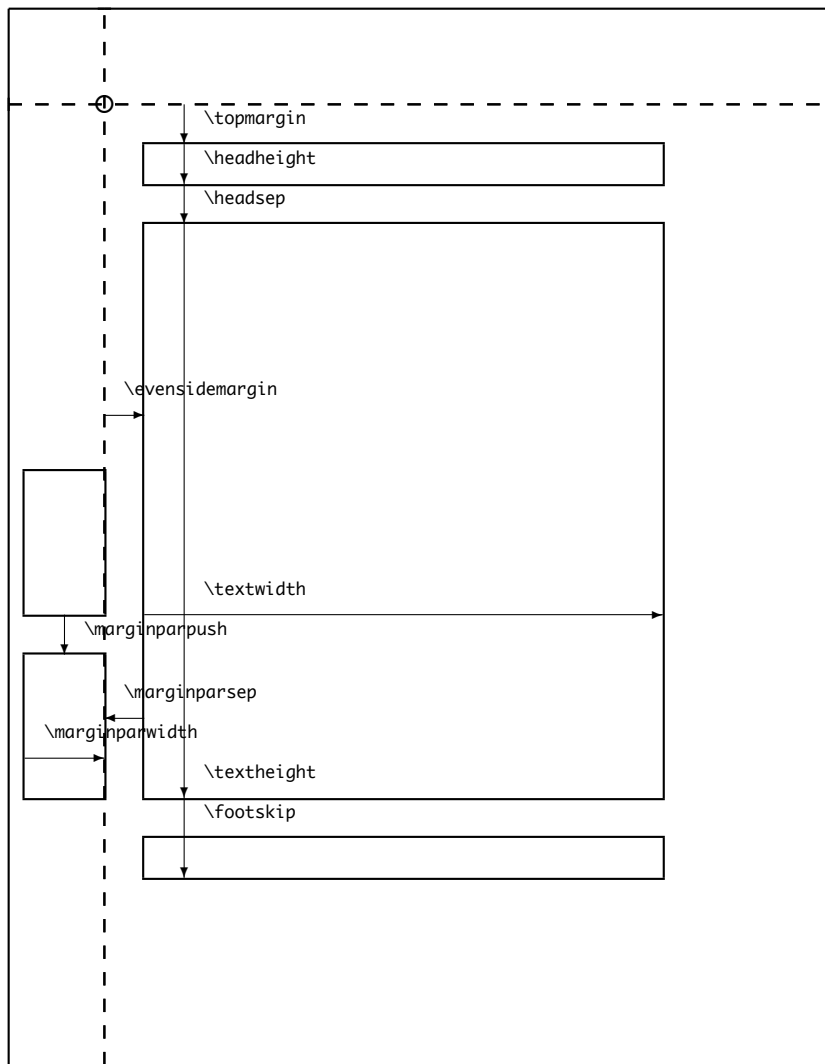 \topmargin
\headheight
\headsep
\evensidemargin
\textwidth
\marginparpush
\marginparsep
\marginparwidth
\textheight
\footskip